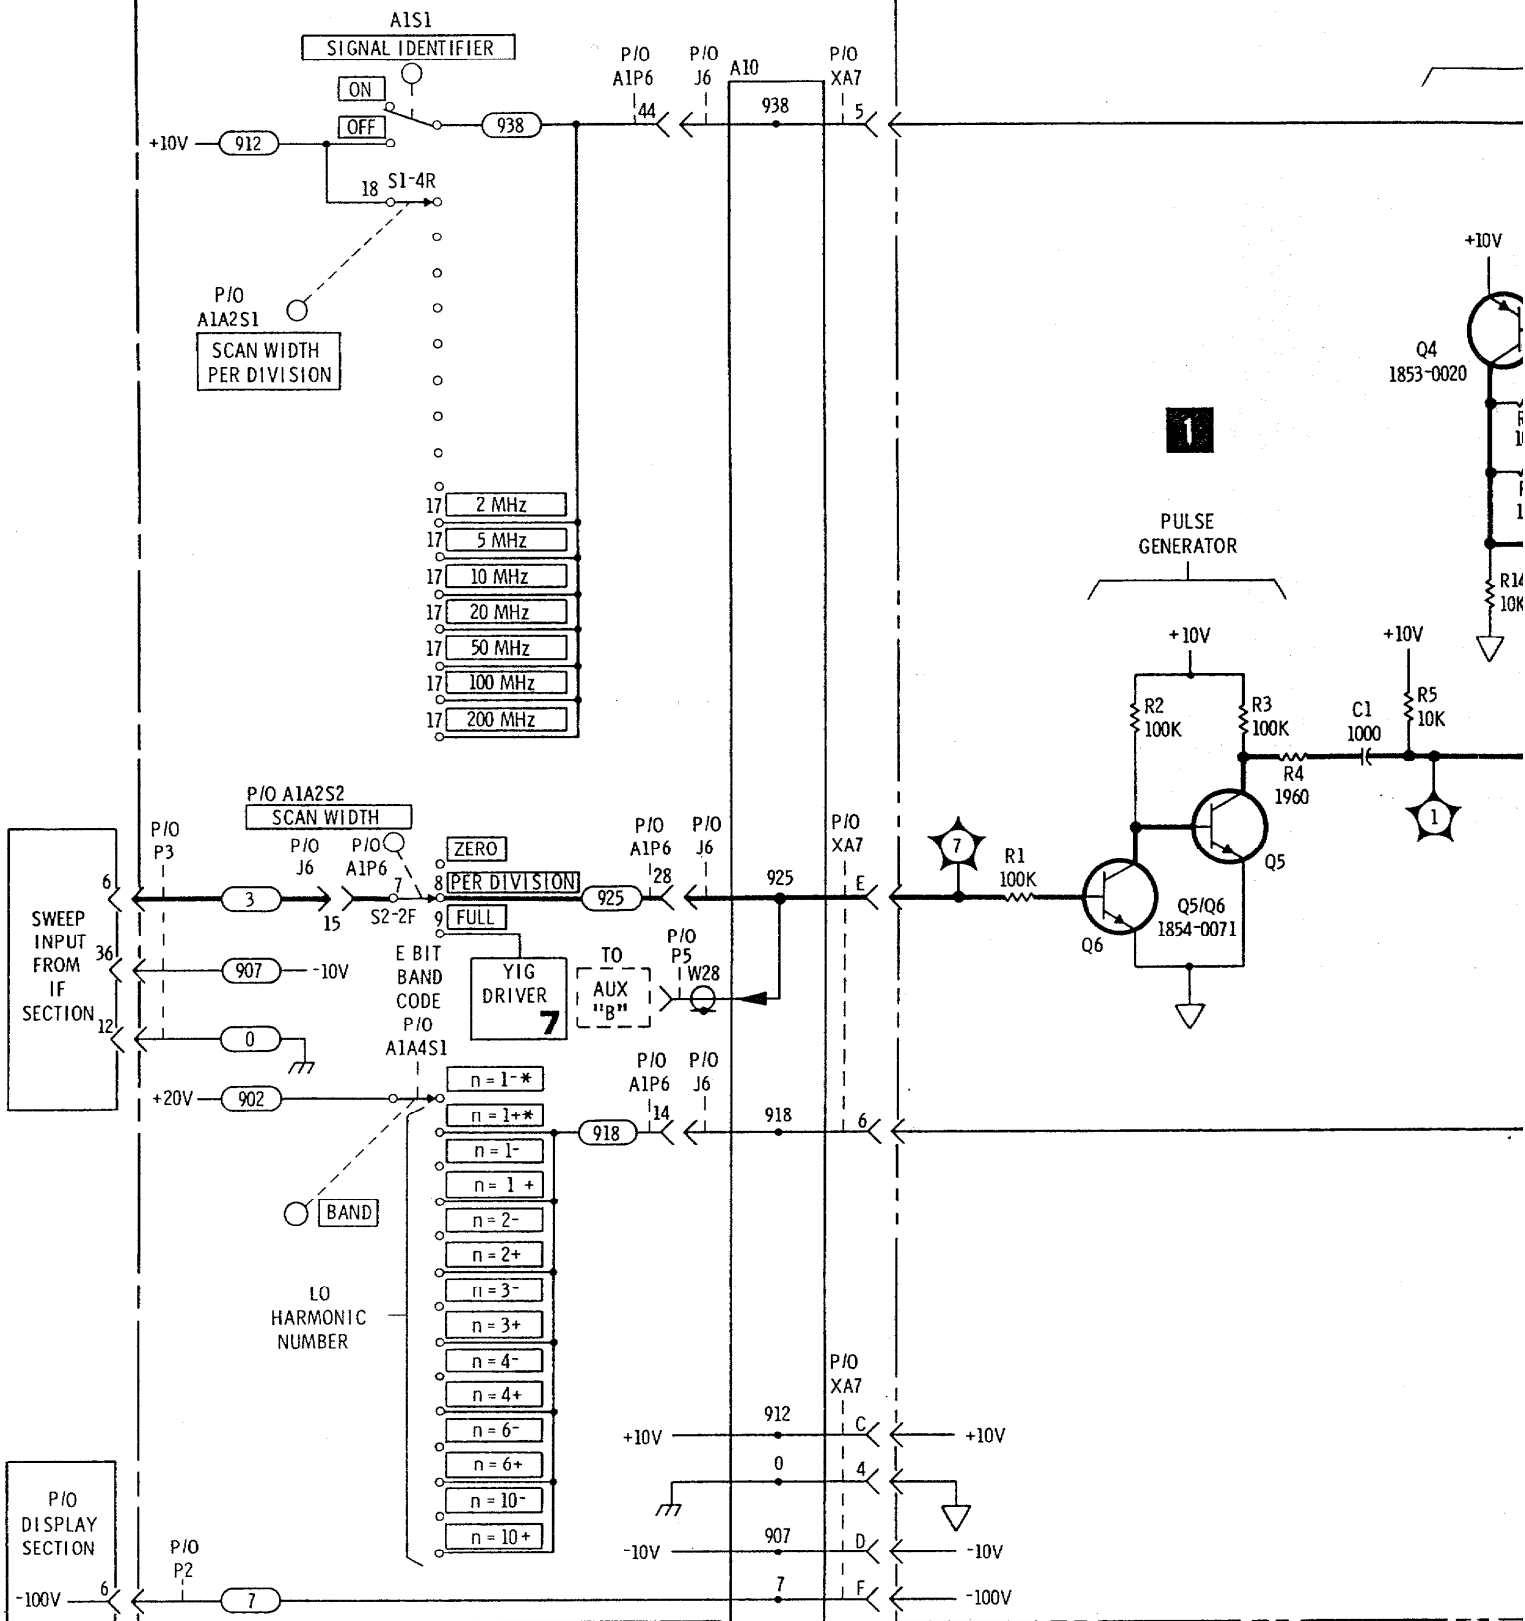 A1S1
SIGNAL IDENTIFIER
ON
OFF
+10V
912
938
P/O
A1P6
44
P/O
J6
A10
938
P/O
XA7
5
18
S1-4R
P/O
A1A2S1
SCAN WIDTH
PER DIVISION
17
2 MHz
17
5 MHz
17
10 MHz
17
20 MHz
17
50 MHz
17
100 MHz
17
200 MHz
+10V
Q4
1853-0020
R14
10K
1
PULSE
GENERATOR
+10V
R2
100K
R3
100K
+10V
R5
10K
C1
1000
R4
1960
1
Q5
Q5/Q6
1854-0071
Q6
R1
100K
7
P/O A1A2S2
SCAN WIDTH
P/O
P3
P/O
J6
P/O
A1P6
7
ZERO
8
PER DIVISION
9
FULL
S2-2F
15
3
6
SWEEP
INPUT
FROM
IF
SECTION
36
907
-10V
12
0
925
P/O
A1P6
28
P/O
J6
925
P/O
XA7
E
E BIT
BAND
CODE
P/O
A1A4S1
YIG
DRIVER
7
TO
AUX
"B"
P/O
P5
W28
+20V
902
n = 1-*
n = 1+*
n = 1-
n = 1 +
n = 2-
n = 2+
n = 3-
n = 3+
n = 4-
n = 4+
n = 6-
n = 6+
n = 10-
n = 10+
918
P/O
A1P6
14
P/O
J6
918
6
BAND
LO
HARMONIC
NUMBER
P/O
XA7
+10V
912
C
+10V
0
4
-10V
907
D
-10V
P/O
DISPLAY
SECTION
-100V
6
P/O
P2
7
7
F
-100V